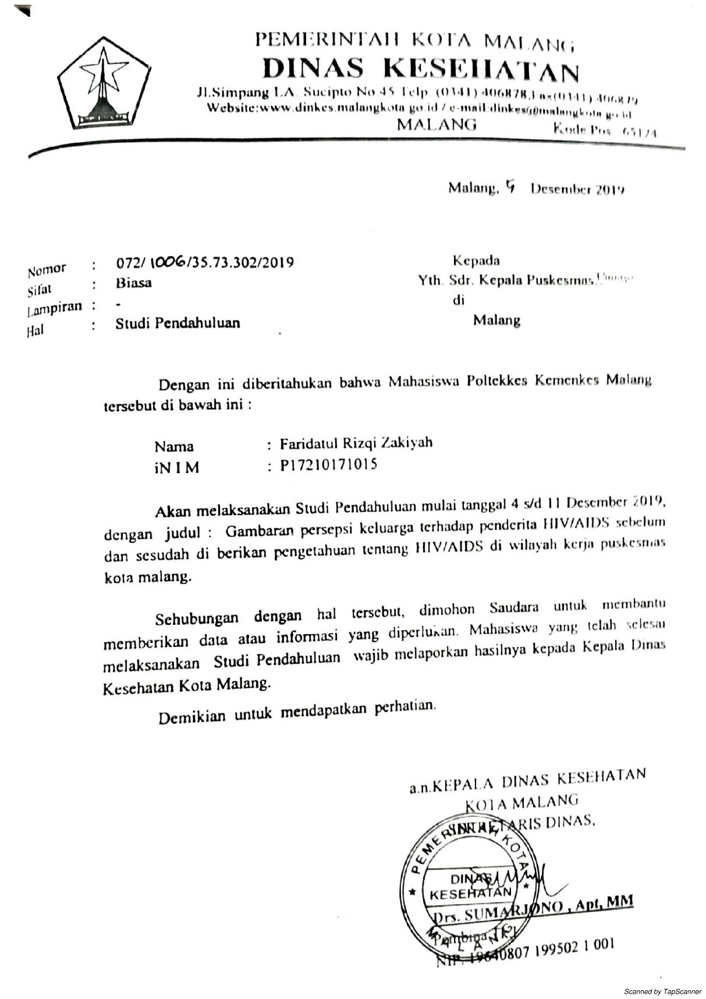 PEMERINTAH KOTA MALANG
DINAS KESEHATAN
Jl.Simpang L.A. Sucipto No.45 Telp. (0341) 406878,Fax(0341) 406879
Website:www.dinkes.malangkota.go.id / e-mail:dinkes@malangkota.go.id
MALANG
Kode Pos 65124
Malang, Desember 2019
Nomor : 072/ 1006/35.73.302/2019
Sifat : Biasa
Lampiran : -
Hal : Studi Pendahuluan
Kepada
Yth. Sdr. Kepala Puskesmas
di
Malang
Dengan ini diberitahukan bahwa Mahasiswa Poltekkes Kemenkes Malang
tersebut di bawah ini :
Nama : Faridatul Rizqi Zakiyah
iN I M : P17210171015
Akan melaksanakan Studi Pendahuluan mulai tanggal 4 s/d 11 Desember 2019,
dengan judul : Gambaran persepsi keluarga terhadap penderita HIV/AIDS sebelum
dan sesudah di berikan pengetahuan tentang HIV/AIDS di wilayah kerja puskesmas
kota malang.
Sehubungan dengan hal tersebut, dimohon Saudara untuk membantu
memberikan data atau informasi yang diperlukan. Mahasiswa yang telah selesai
melaksanakan Studi Pendahuluan wajib melaporkan hasilnya kepada Kepala Dinas
Kesehatan Kota Malang.
Demikian untuk mendapatkan perhatian.
a.n.KEPALA DINAS KESEHATAN
KOTA MALANG
SEKRETARIS DINAS,
PEMERINTAH KOTA
DINAS
KESEHATAN
MALANG
Drs. SUMARJONO , Apt, MM
Pembina Tk I
NIP. 19640807 199502 1 001
Scanned by TapScanner